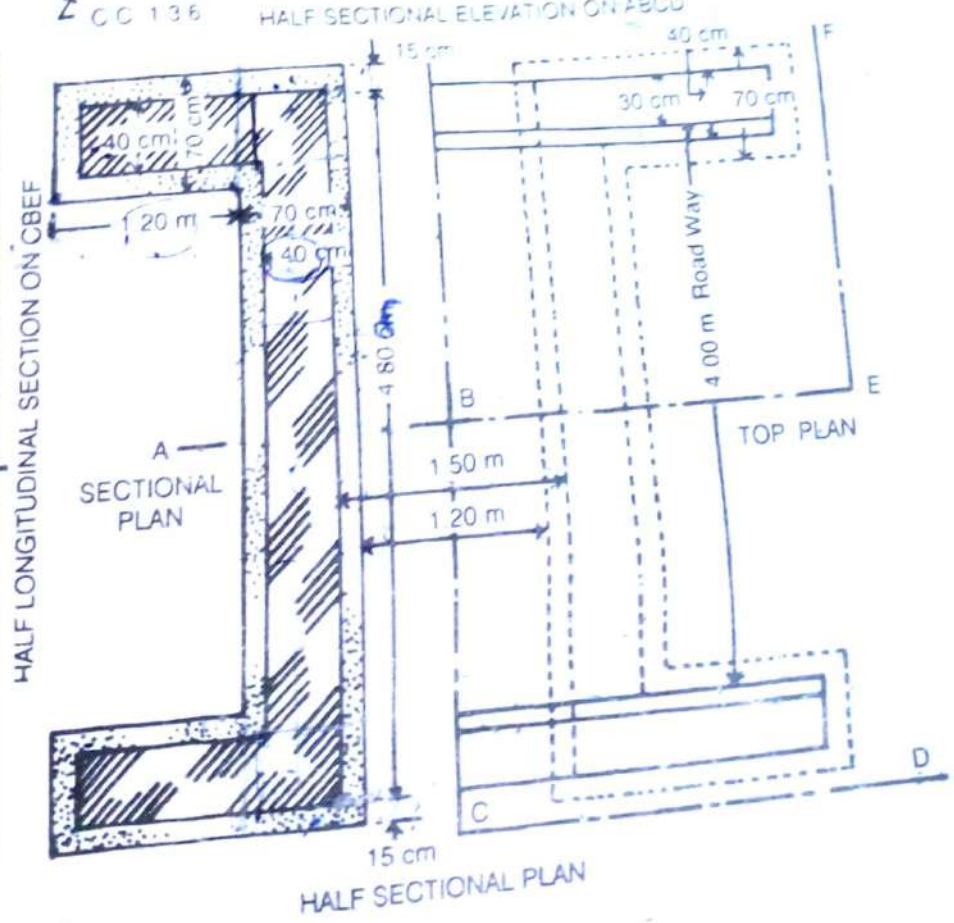 CC 1 3 6
HALF SECTIONAL ELEVATION ON ABCD
15 cm
40 cm
F
30 cm
70 cm
40 cm
70 cm
1 20 m
70 cm
40 cm
HALF LONGITUDINAL SECTION ON CBEF
4 80 m
4 00 m Road Way
B
E
TOP PLAN
A
SECTIONAL
PLAN
1 50 m
1 20 m
D
C
15 cm
HALF SECTIONAL PLAN